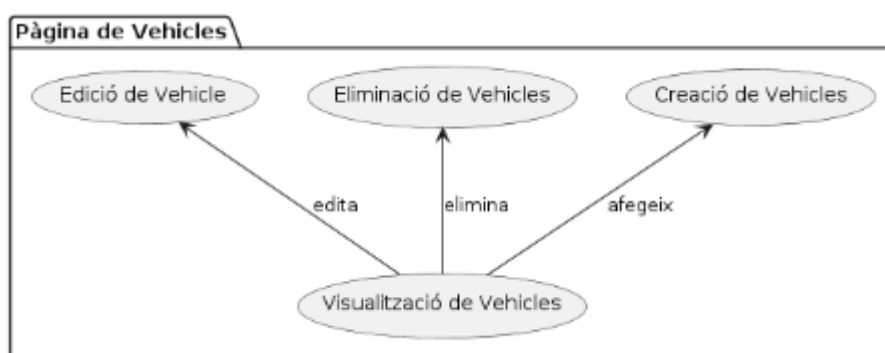 Pàgina de Vehicles
Edició de Vehicle
Eliminació de Vehicles
Creació de Vehicles
edita
elimina
afegeix
Visualització de Vehicles